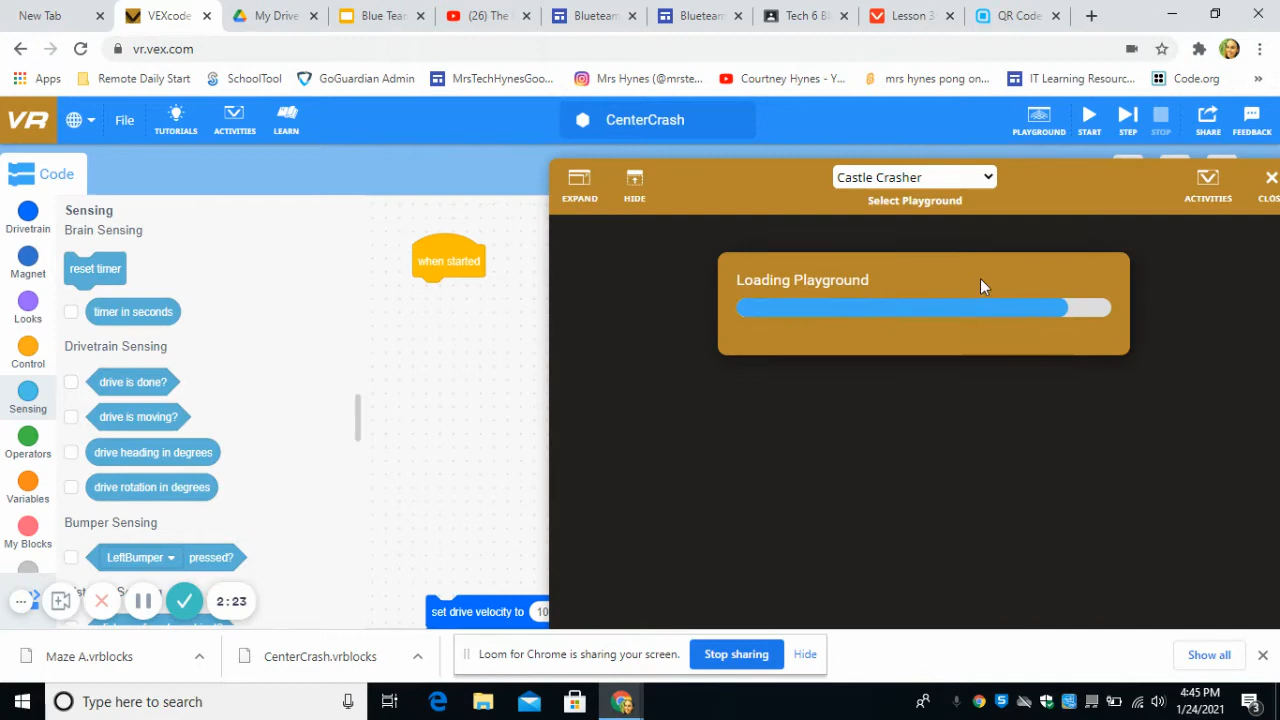 New Tab
VEXcode
My Drive
Blue Tea
(26) Tha
Blueteam
Blueteam
Tech 6 B
Lesson 3
QR Code
vr.vex.com
Apps
Remote Daily Start
SchoolTool
GoGuardian Admin
MrsTechHynesGoo...
Mrs Hynes (@mrste...
Courtney Hynes - Y...
mrs hynes pong on...
IT Learning Resourc...
Code.org
»
VR
File
TUTORIALS
ACTIVITIES
LEARN
CenterCrash
PLAYGROUND
START
STEP
STOP
SHARE
FEEDBACK
Code
EXPAND
HIDE
Castle Crasher
Select Playground
ACTIVITIES
CLOS
Drivetrain
Magnet
Looks
Control
Sensing
Operators
Variables
My Blocks
Sensing
Brain Sensing
reset timer
timer in seconds
Drivetrain Sensing
drive is done?
drive is moving?
drive heading in degrees
drive rotation in degrees
Bumper Sensing
LeftBumper pressed?
when started
Loading Playground
2:23
set drive velocity to 10
Maze A.vrblocks
CenterCrash.vrblocks
Loom for Chrome is sharing your screen.
Stop sharing
Hide
Show all
Type here to search
4:45 PM
1/24/2021
3